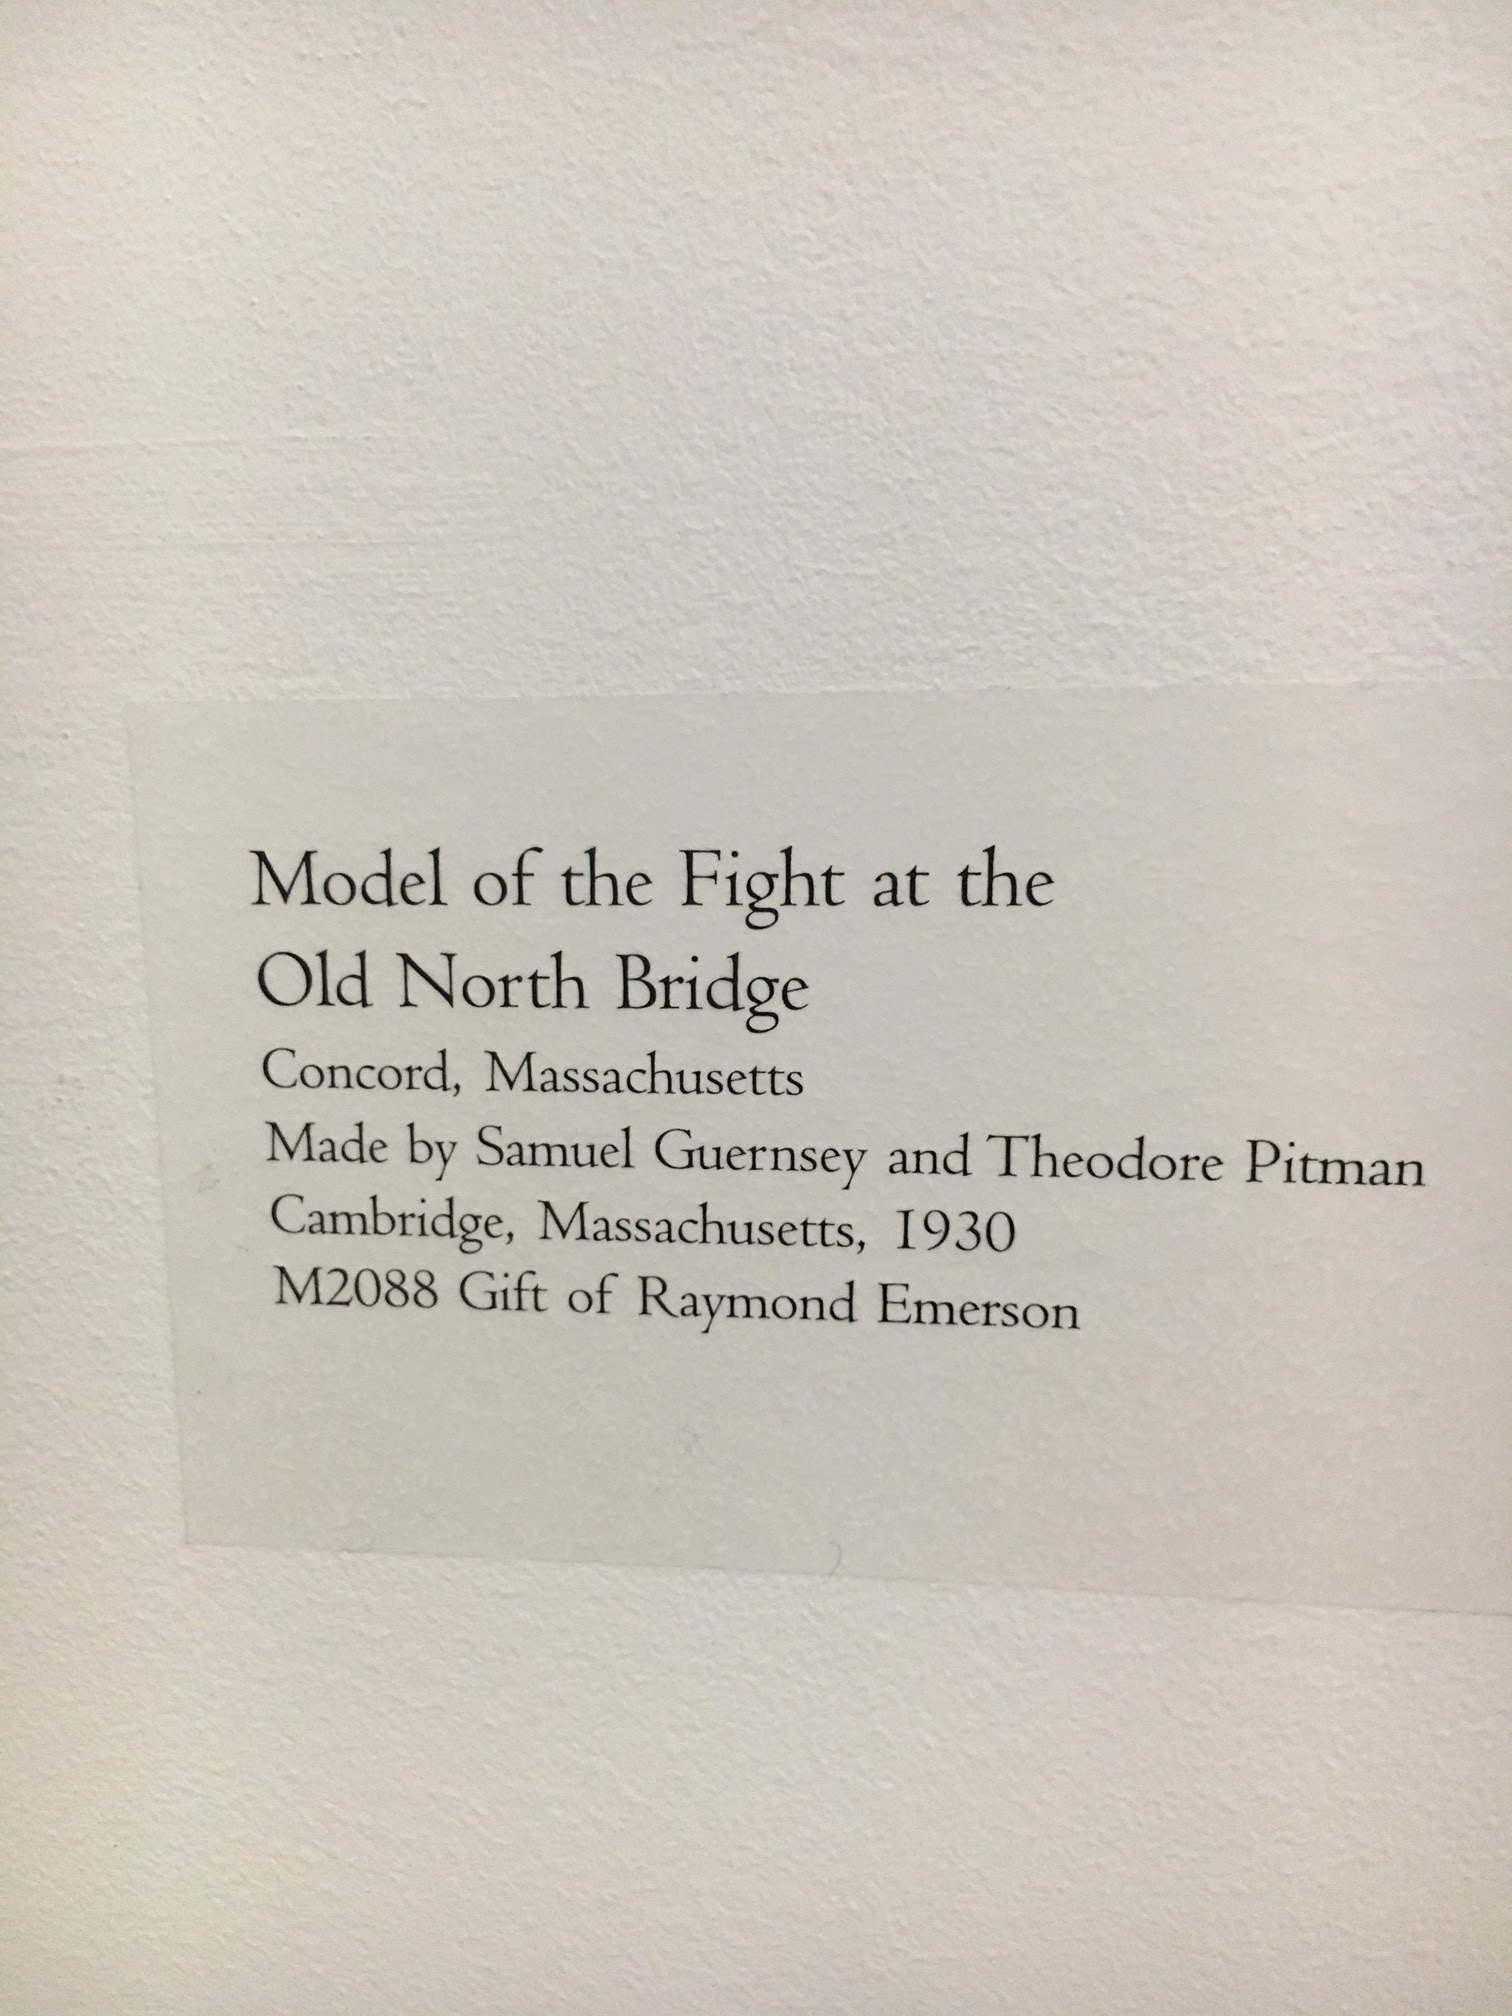 Model of the Fight at the
Old North Bridge
Concord, Massachusetts
Made by Samuel Guernsey and Theodore Pitman
Cambridge, Massachusetts, 1930
M2088 Gift of Raymond Emerson